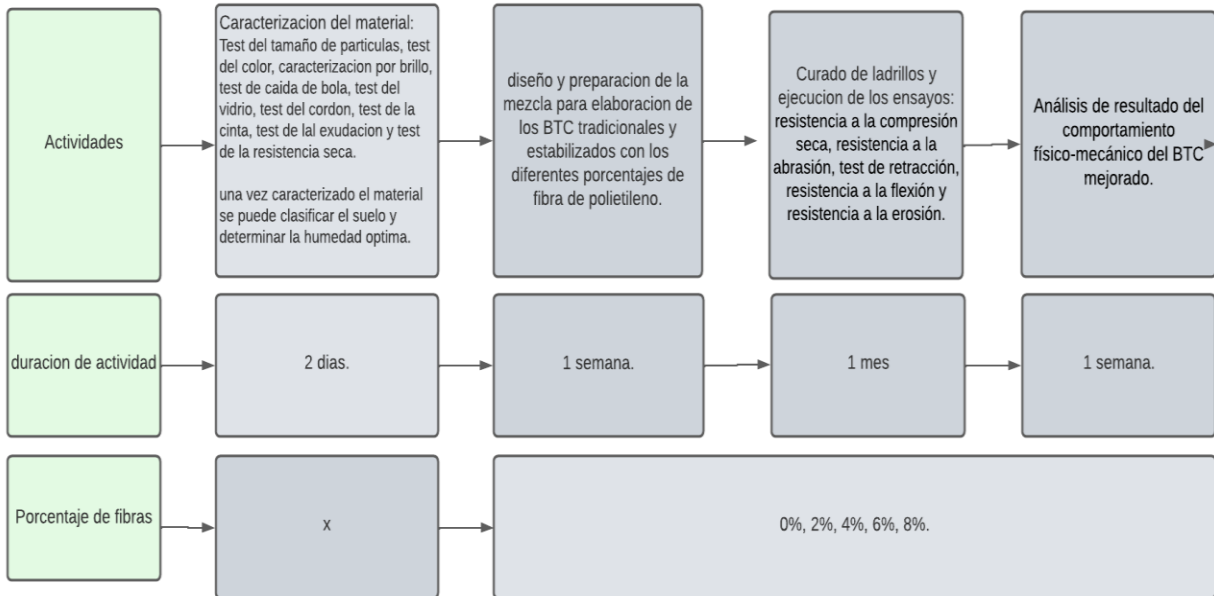 Actividades
Caracterizacion del material:
Test del tamaño de particulas, test
del color, caracterizacion por brillo,
test de caida de bola, test del
vidrio, test del cordon, test de la
cinta, test de lal exudacion y test
de la resistencia seca.
una vez caracterizado el material
se puede clasificar el suelo y
determinar la humedad optima.
diseño y preparacion de la
mezcla para elaboracion de
los BTC tradicionales y
estabilizados con los
diferentes porcentajes de
fibra de polietileno.
Curado de ladrillos y
ejecucion de los ensayos:
resistencia a la compresión
seca, resistencia a la
abrasión, test de retracción,
resistencia a la flexión y
resistencia a la erosión.
Análisis de resultado del
comportamiento
físico-mecánico del BTC
mejorado.
duracion de actividad
2 dias.
1 semana.
1 mes
1 semana.
Porcentaje de fibras
x
0%, 2%, 4%, 6%, 8%.